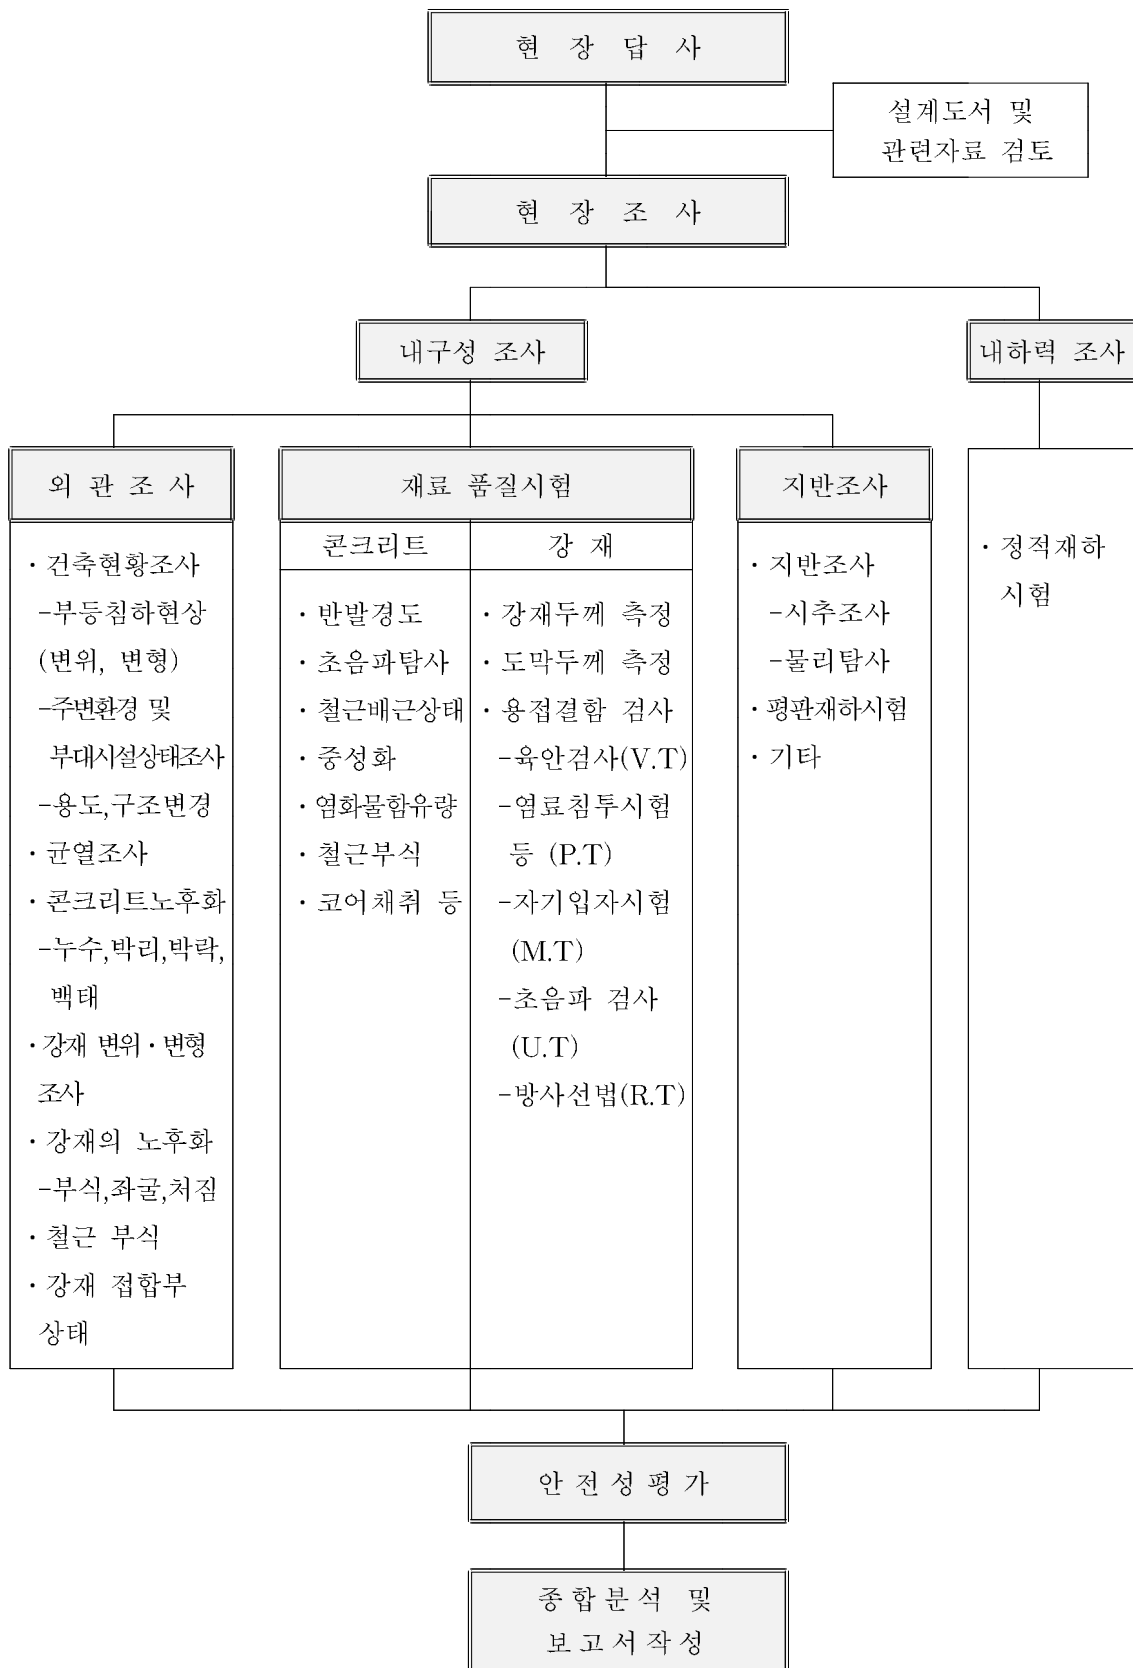 현 장 답 사
설계도서 및
관련자료 검토
현 장 조 사
내구성 조사
내하력 조사
외 관 조 사
· 건축현황조사
-부등침하현상
(변위, 변형)
-주변환경 및
부대시설상태조사
-용도,구조변경
· 균열조사
· 콘크리트노후화
-누수,박리,박락,
백태
· 강재 변위 · 변형
조사
· 강재의 노후화
-부식,좌굴,처짐
· 철근 부식
· 강재 접합부
상태
재료 품질시험
콘크리트
· 반발경도
· 초음파탐사
· 철근배근상태
· 중성화
· 염화물함유량
· 철근부식
· 코어채취 등
강 재
· 강재두께 측정
· 도막두께 측정
· 용접결함 검사
-육안검사(V.T)
-염료침투시험
등 (P.T)
-자기입자시험
(M.T)
-초음파 검사
(U.T)
-방사선법(R.T)
지반조사
· 지반조사
-시추조사
-물리탐사
· 평판재하시험
· 기타
· 정적재하
시험
안 전 성 평 가
종 합 분 석 및
보 고 서 작 성